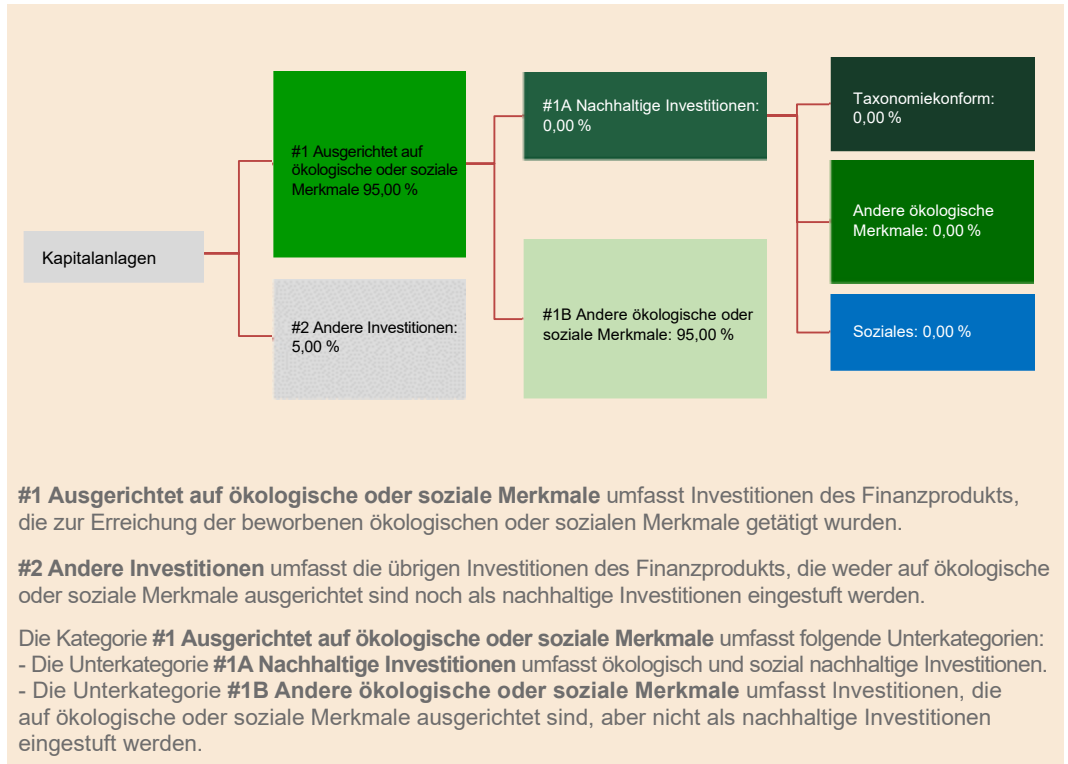 Kapitalanlagen
#1 Ausgerichtet auf
ökologische oder soziale
Merkmale 95,00 %
#2 Andere Investitionen:
5,00 %
#1A Nachhaltige Investitionen:
0,00 %
#1B Andere ökologische oder
soziale Merkmale: 95,00 %
Taxonomiekonform:
0,00 %
Andere ökologische
Merkmale: 0,00 %
Soziales: 0,00 %
#1 Ausgerichtet auf ökologische oder soziale Merkmale umfasst Investitionen des Finanzprodukts,
die zur Erreichung der beworbenen ökologischen oder sozialen Merkmale getätigt wurden.
#2 Andere Investitionen umfasst die übrigen Investitionen des Finanzprodukts, die weder auf ökologische
oder soziale Merkmale ausgerichtet sind noch als nachhaltige Investitionen eingestuft werden.
Die Kategorie #1 Ausgerichtet auf ökologische oder soziale Merkmale umfasst folgende Unterkategorien:
- Die Unterkategorie #1A Nachhaltige Investitionen umfasst ökologisch und sozial nachhaltige Investitionen.
- Die Unterkategorie #1B Andere ökologische oder soziale Merkmale umfasst Investitionen, die
auf ökologische oder soziale Merkmale ausgerichtet sind, aber nicht als nachhaltige Investitionen
eingestuft werden.